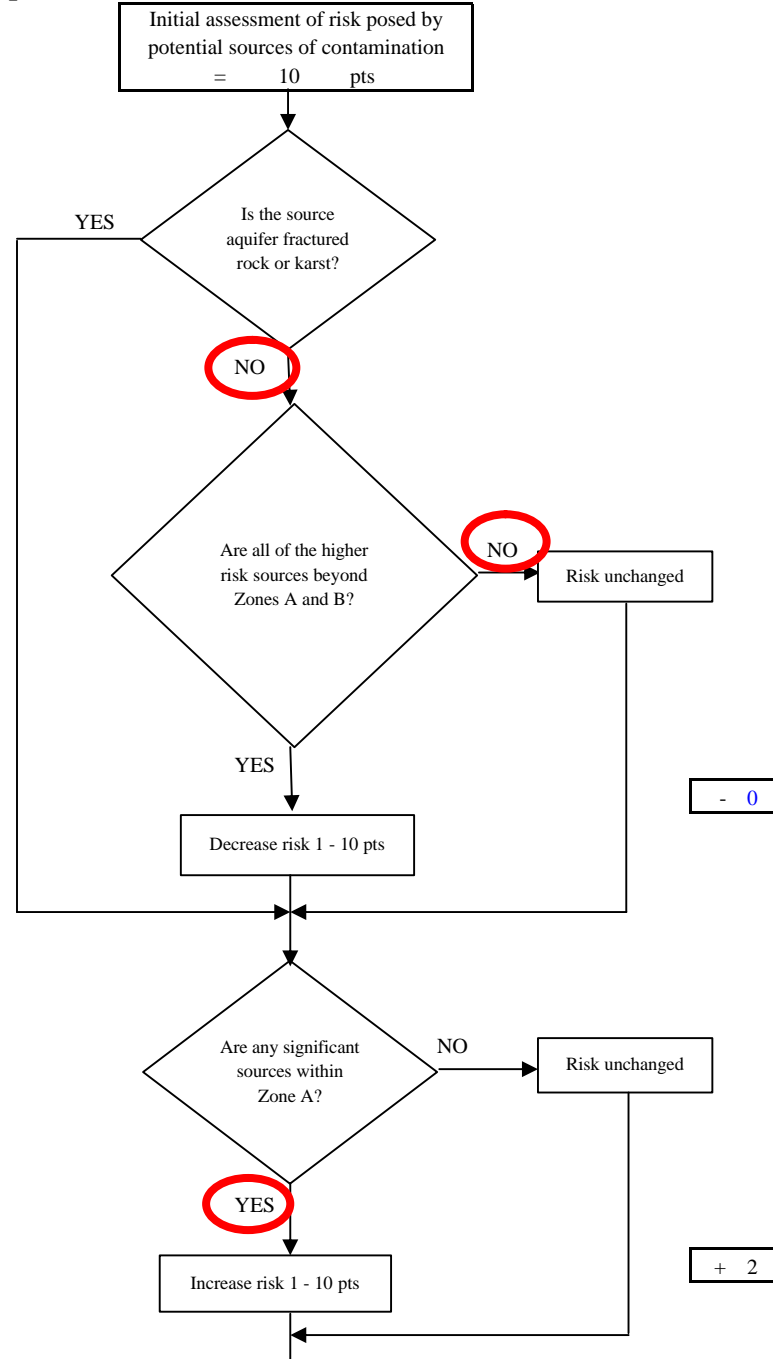 Initial assessment of risk posed by
potential sources of contamination
= 10 pts
YES
Is the source
aquifer fractured
rock or karst?
NO
Are all of the higher
risk sources beyond
Zones A and B?
NO
Risk unchanged
YES
- 0
Decrease risk 1 - 10 pts
Are any significant
sources within
Zone A?
NO
Risk unchanged
YES
+ 2
Increase risk 1 - 10 pts